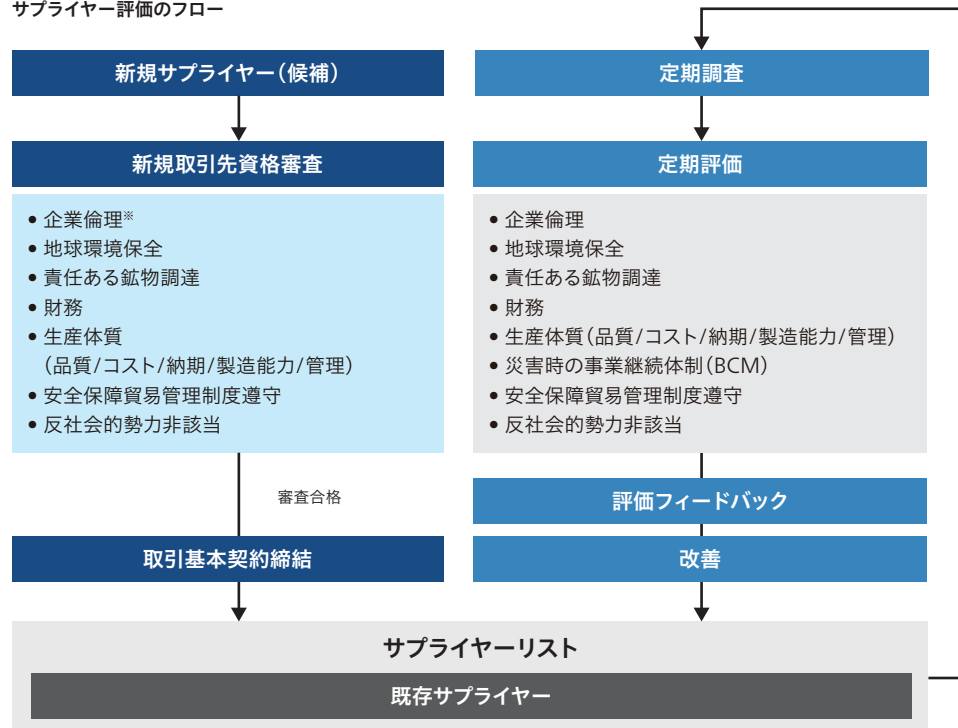 サプライヤー評価のフロー
新規サプライヤー（候補）
新規取引先資格審査
• 企業倫理※
• 地球環境保全
• 責任ある鉱物調達
• 財務
• 生産体質
（品質/コスト/納期/製造能力/管理）
• 安全保障貿易管理制度遵守
• 反社会的勢力非該当
審査合格
取引基本契約締結
定期調査
定期評価
• 企業倫理
• 地球環境保全
• 責任ある鉱物調達
• 財務
• 生産体質（品質/コスト/納期/製造能力/管理）
• 災害時の事業継続体制（BCM）
• 安全保障貿易管理制度遵守
• 反社会的勢力非該当
評価フィードバック
改善
サプライヤーリスト
既存サプライヤー